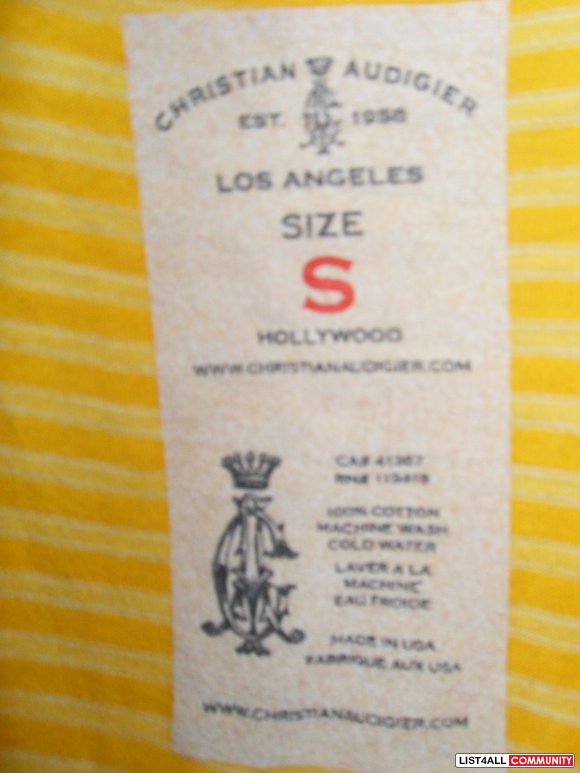 CHRISTIAN AUDIGIER
EST. 1958
LOS ANGELES
SIZE
S
HOLLYWOOD
WWW.CHRISTIANAUDIGIER.COM
CA# 41367
RN# 113418
100% COTTON
MACHINE WASH
COLD WATER
LAVER A LA
MACHINE
EAU FROIDE
MADE IN USA
FABRIQUE AUX USA
WWW.CHRISTIANAUDIGIER.COM
LIST4ALL COMMUNITY